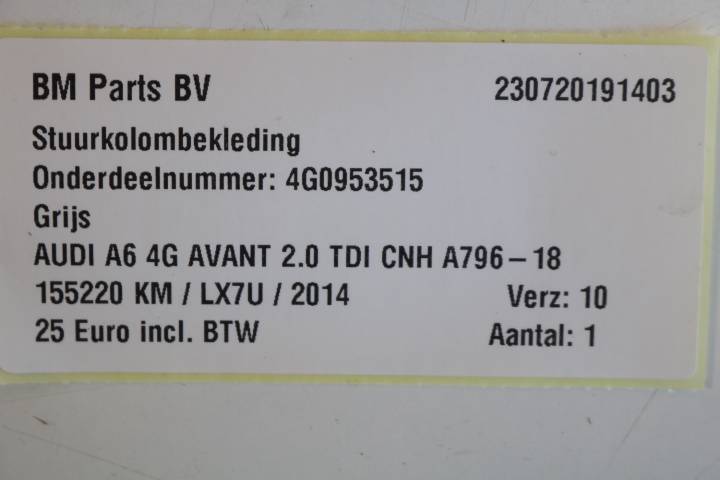 BM Parts BV 230720191403
Stuurkolombekleding
Onderdeelnummer: 4G0953515
Grijs
AUDI A6 4G AVANT 2.0 TDI CNH A796-18
155220 KM / LX7U / 2014 Verz: 10
25 Euro incl. BTW Aantal: 1